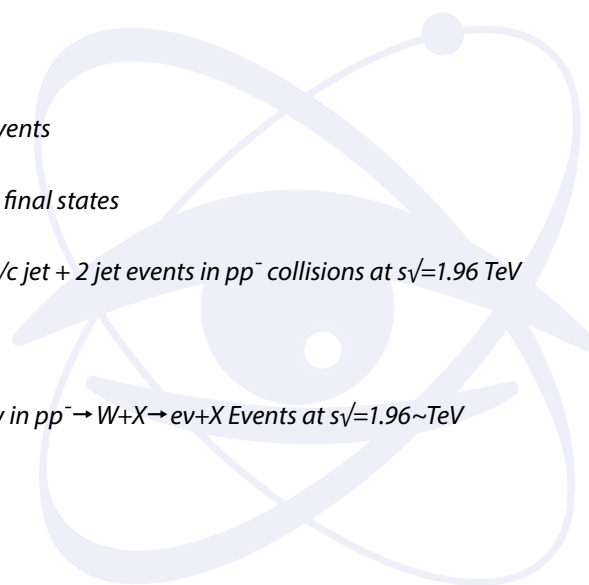 vents
final states
/c jet + 2 jet events in pp¯ collisions at s√=1.96 TeV
in pp¯→ W+X→ eν+X Events at s√=1.96~TeV